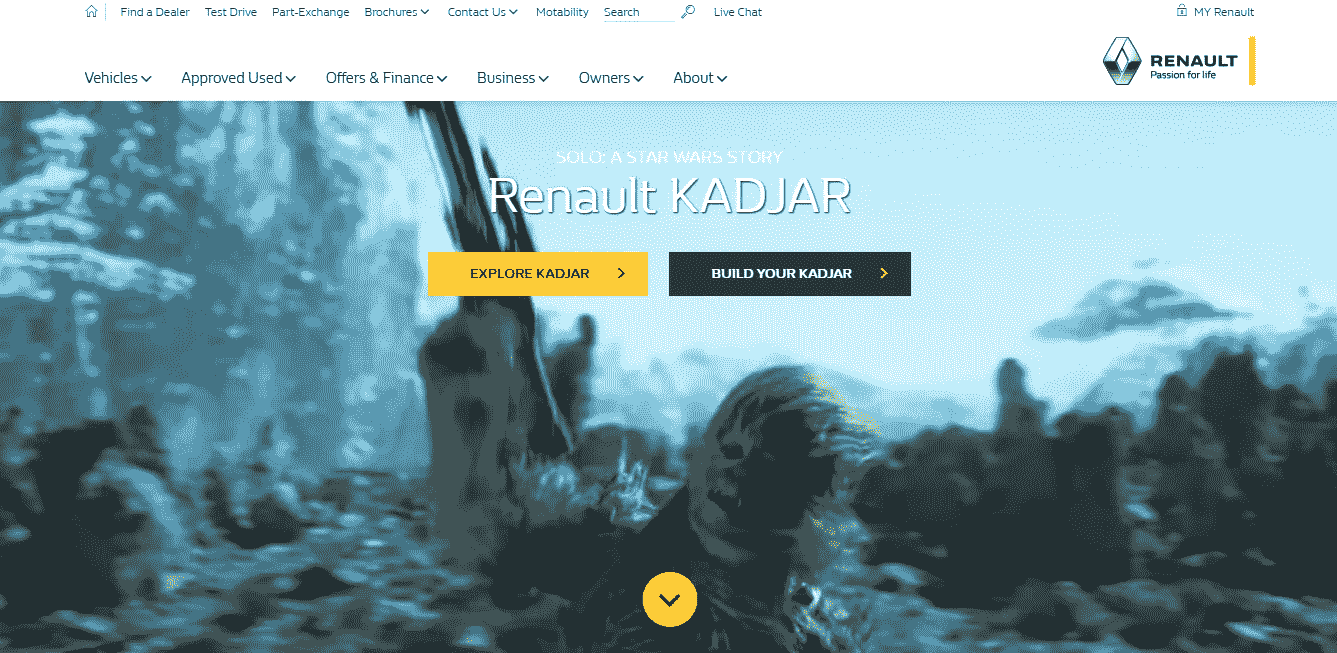 Find a Dealer Test Drive Part-Exchange Brochures Contact Us Motability Search Live Chat MY Renault
RENAULT
Passion for life
Vehicles Approved Used Offers & Finance Business Owners About
SOLO: A STAR WARS STORY
Renault KADJAR
EXPLORE KADJAR BUILD YOUR KADJAR